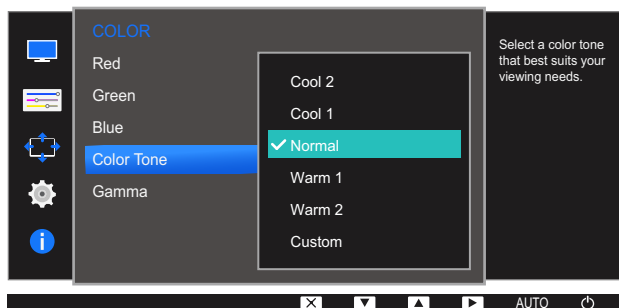 COLOR
Red
Green
Blue
Color Tone
Gamma
Cool 2
Cool 1
Normal
Warm 1
Warm 2
Custom
Select a color tone
that best suits your
viewing needs.
AUTO